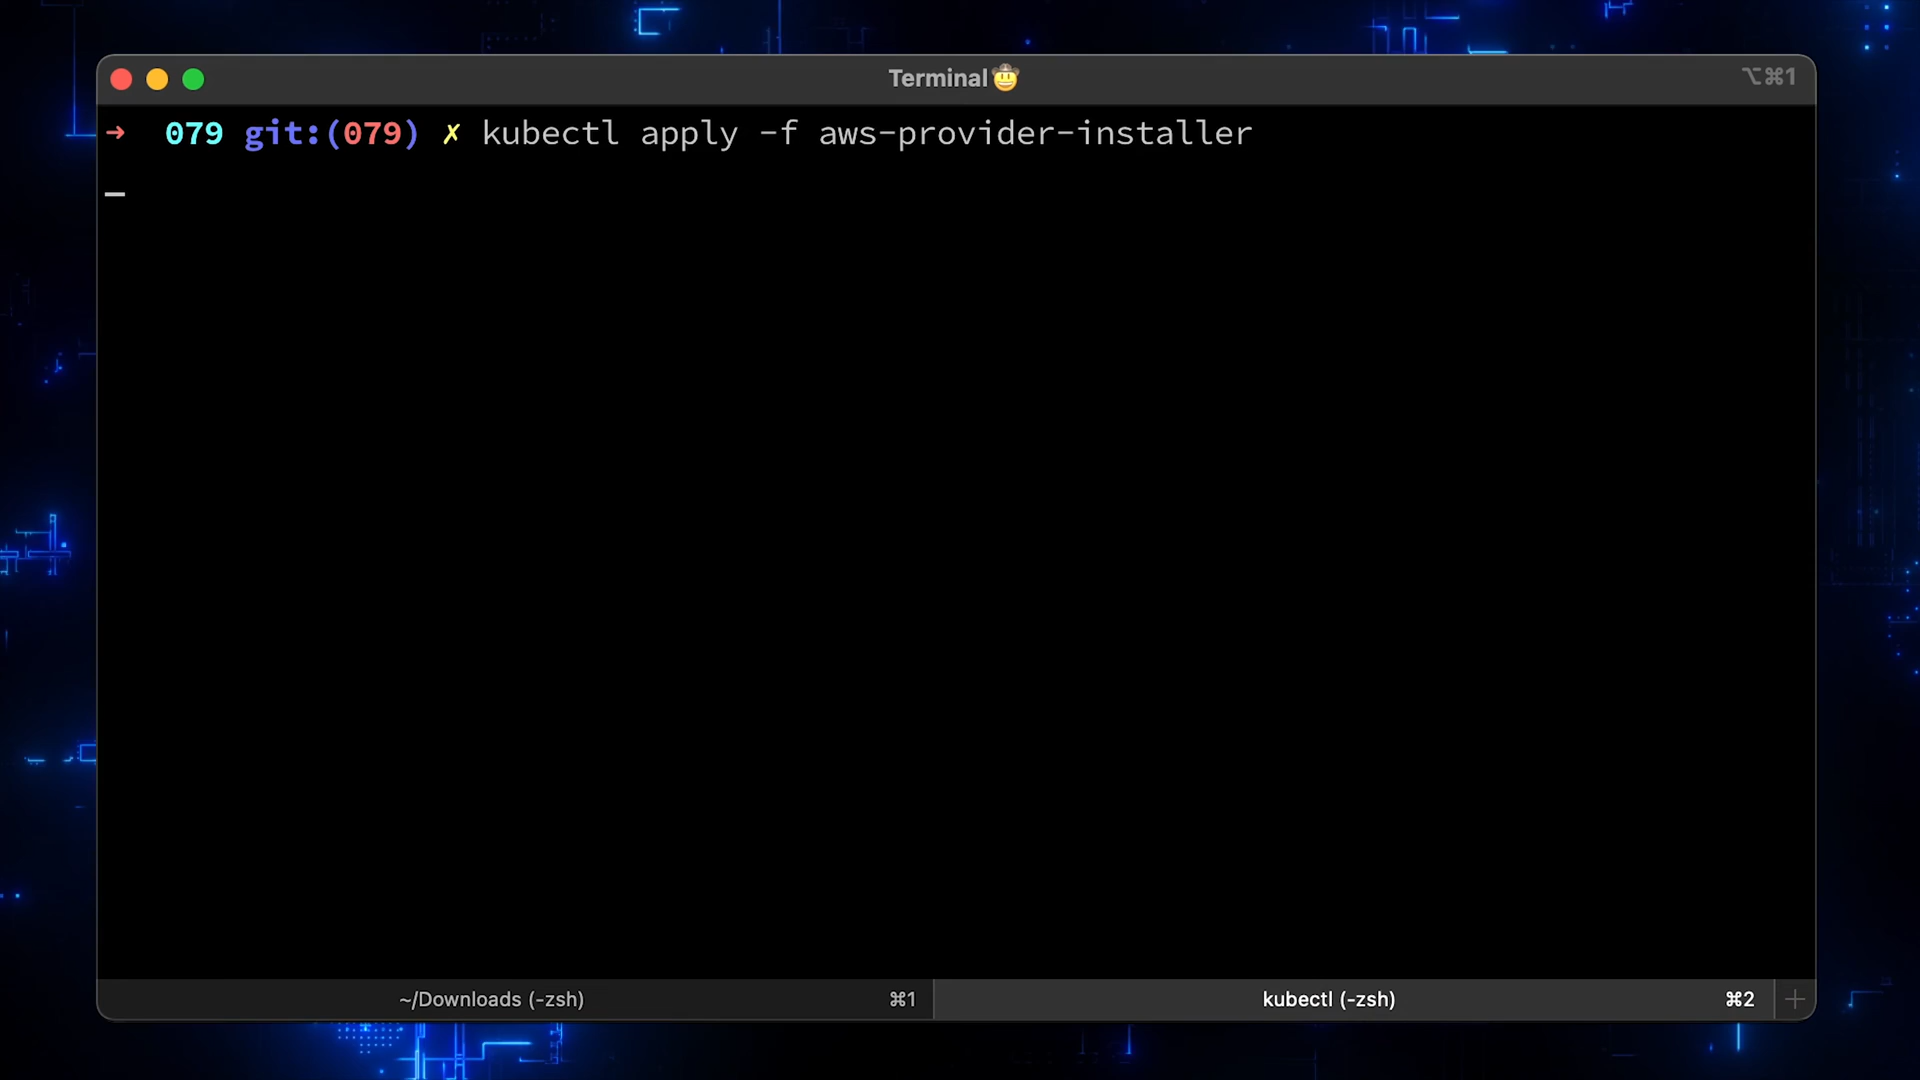 Terminal🤠
⌥⌘1
➜ 079 git:(079) ✗ kubectl apply -f aws-provider-installer
~/Downloads (-zsh) ⌘1
kubectl (-zsh) ⌘2